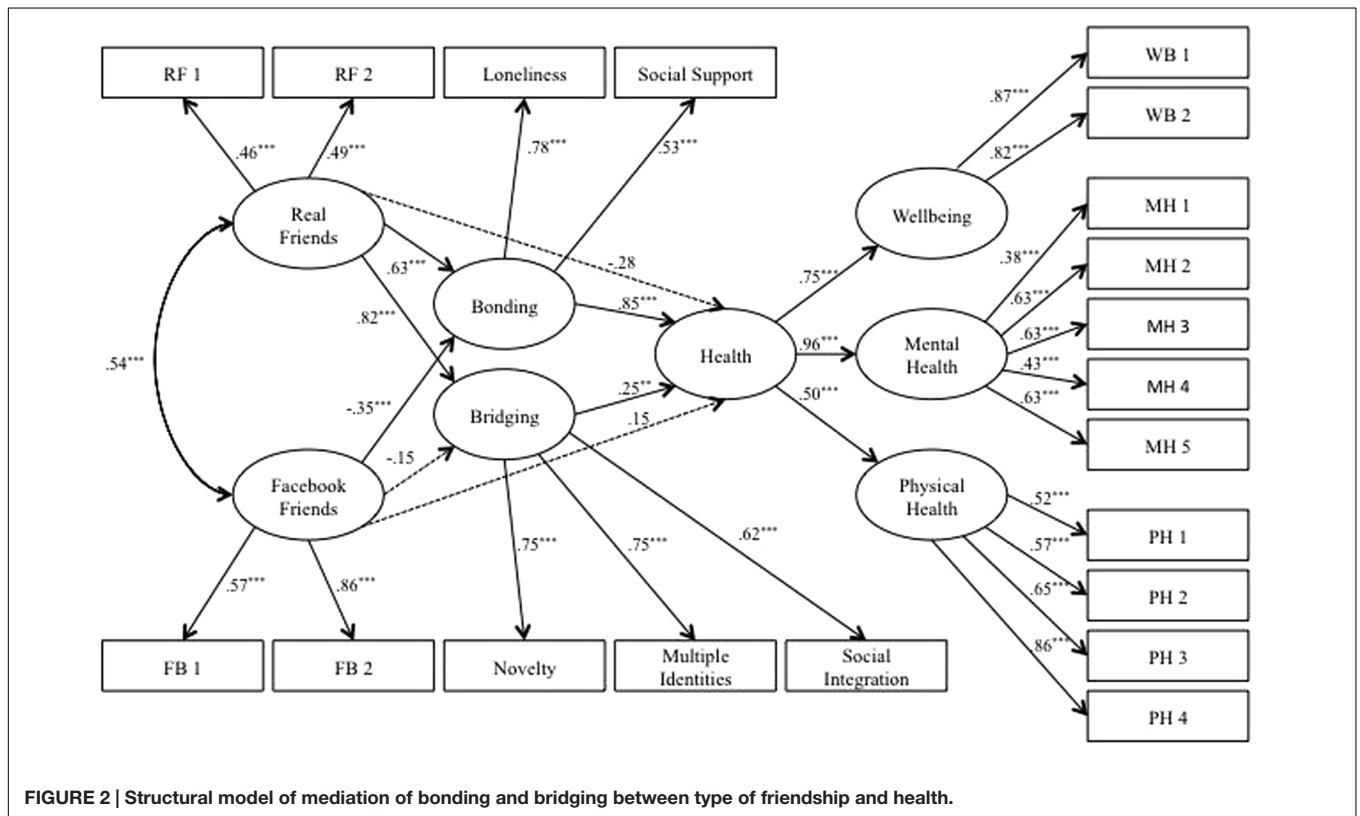 RF 1
RF 2
Loneliness
Social Support
WB 1
.87***
WB 2
.82***
.46***
.49***
.78***
.53***
MH 1
Real
Friends
Wellbeing
.38***
MH 2
-.28
.63***
.75***
.63***
Bonding
.85***
MH 3
.82***
.63***
Health
.96***
Mental
Health
.43***
MH 4
.54***
.25**
.50***
.63***
-.35***
Bridging
.15
MH 5
-.15
Facebook
Friends
Physical
Health
.52***
PH 1
.57***
.57***
.86***
.75***
.75***
.62***
.65***
PH 2
.86***
PH 3
FB 1
FB 2
Novelty
Multiple
Identities
Social
Integration
PH 4
FIGURE 2 | Structural model of mediation of bonding and bridging between type of friendship and health.